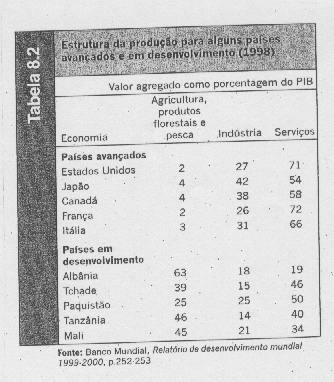 Tabela 8.2
Estrutura da produção para alguns países
avançados e em desenvolvimento (1998)
Valor agregado como porcentagem do PIB
Agricultura,
produtos
florestais e
Economia pesca Indústria Serviços
Países avançados
Estados Unidos 2 27 71
Japão 4 42 54
Canadá 4 38 58
França 2 26 72
Itália 3 31 66
Países em
desenvolvimento
Albânia 63 18 19
Tchade 39 15 46
Paquistão 25 25 50
Tanzânia 46 14 40
Mali 45 21 34
Fonte: Banco Mundial, Relatório de desenvolvimento mundial
1999-2000, p.252-253